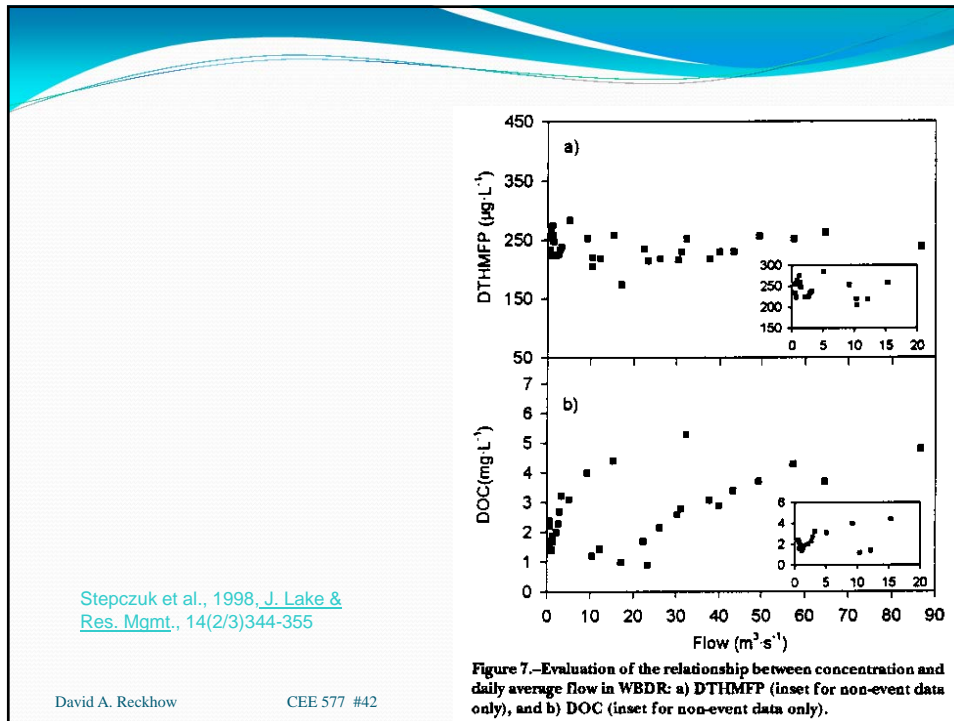 450
a)
350
DTHMFP (µg·L⁻¹)
250
150
50
300
250
200
150
0 5 10 15 20
7
b)
6
5
DOC(mg·L⁻¹)
4
3
2
1
0
6
4
2
0
0 5 10 15 20
0 10 20 30 40 50 60 70 80 90
Flow (m³·s⁻¹)
Stepczuk et al., 1998, J. Lake &
Res. Mgmt., 14(2/3)344-355
Figure 7.–Evaluation of the relationship between concentration and
daily average flow in WBDR: a) DTHMFP (inset for non-event data
only), and b) DOC (inset for non-event data only).
David A. Reckhow CEE 577 #42